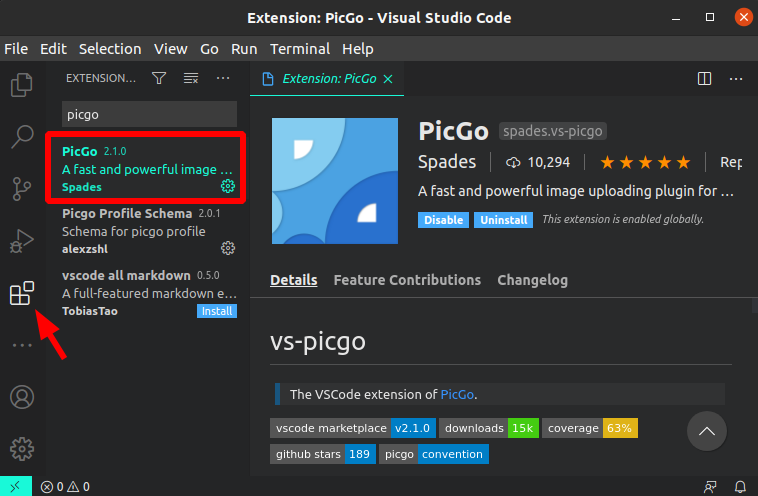 Extension: PicGo - Visual Studio Code
File Edit Selection View Go Run Terminal Help
EXTENSION...
Extension: PicGo
picgo
PicGo 2.1.0
A fast and powerful image ...
Spades
Picgo Profile Schema 2.0.1
Schema for picgo profile
alexzshl
vscode all markdown 0.5.0
A full-featured markdown e...
TobiasTao Install
PicGo spades.vs-picgo
Spades 10,294 Rep
A fast and powerful image uploading plugin for ...
Disable Uninstall This extension is enabled globally.
Details Feature Contributions Changelog
vs-picgo
The VSCode extension of PicGo.
vscode marketplace v2.1.0 downloads 15k coverage 63%
github stars 189 picgo convention
0 0